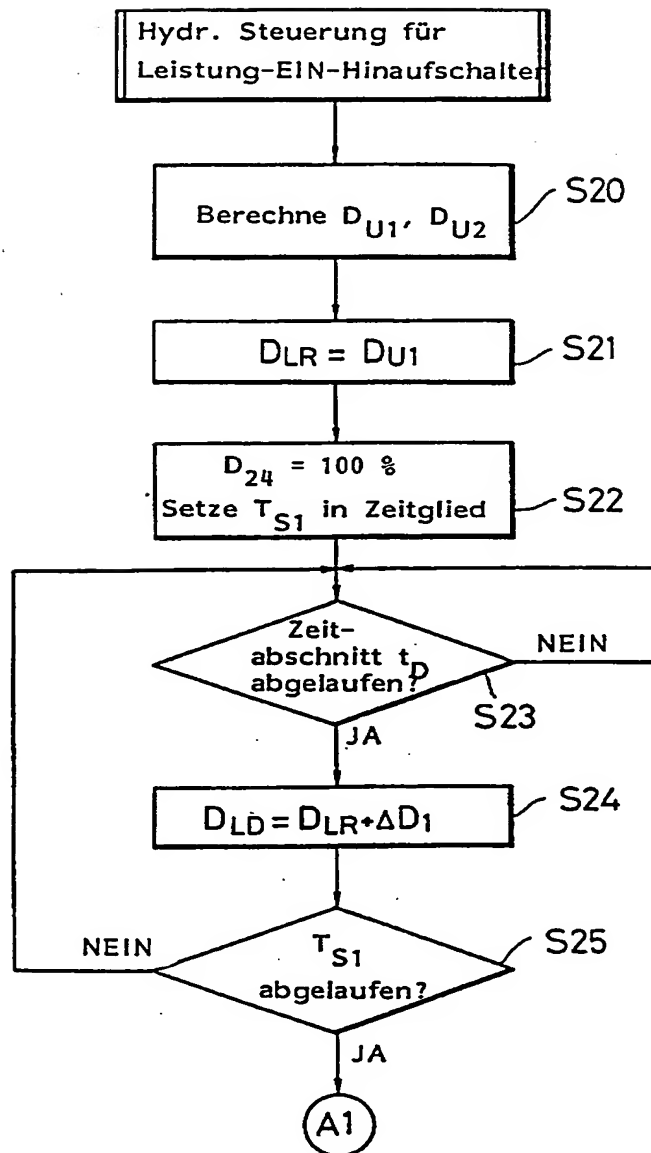 Hydr. Steuerung für
Leistung-EIN-Hinaufschalter
Berechne D_U1, D_U2
S20
D_LR = D_U1
S21
D_24 = 100 %
Setze T_S1 in Zeitglied
S22
Zeit-
abschnitt t_D
abgelaufen?
NEIN
S23
JA
D_LD = D_LR + ΔD_1
S24
T_S1
abgelaufen?
NEIN
S25
JA
A1